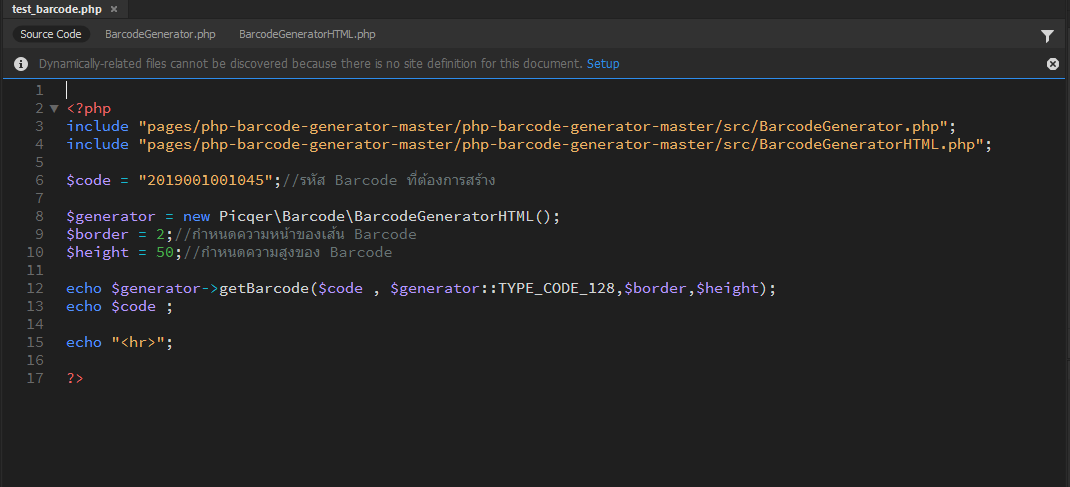 test_barcode.php ×
Source Code BarcodeGenerator.php BarcodeGeneratorHTML.php
Dynamically-related files cannot be discovered because there is no site definition for this document. Setup
1
2 <?php
3 include "pages/php-barcode-generator-master/php-barcode-generator-master/src/BarcodeGenerator.php";
4 include "pages/php-barcode-generator-master/php-barcode-generator-master/src/BarcodeGeneratorHTML.php";
5
6 $code = "2019001001045";//รหัส Barcode ที่ต้องการสร้าง
7
8 $generator = new Picqer\Barcode\BarcodeGeneratorHTML();
9 $border = 2;//กำหนดความหน้าของเส้น Barcode
10 $height = 50;//กำหนดความสูงของ Barcode
11
12 echo $generator->getBarcode($code , $generator::TYPE_CODE_128,$border,$height);
13 echo $code ;
14
15 echo "<hr>";
16
17 ?>